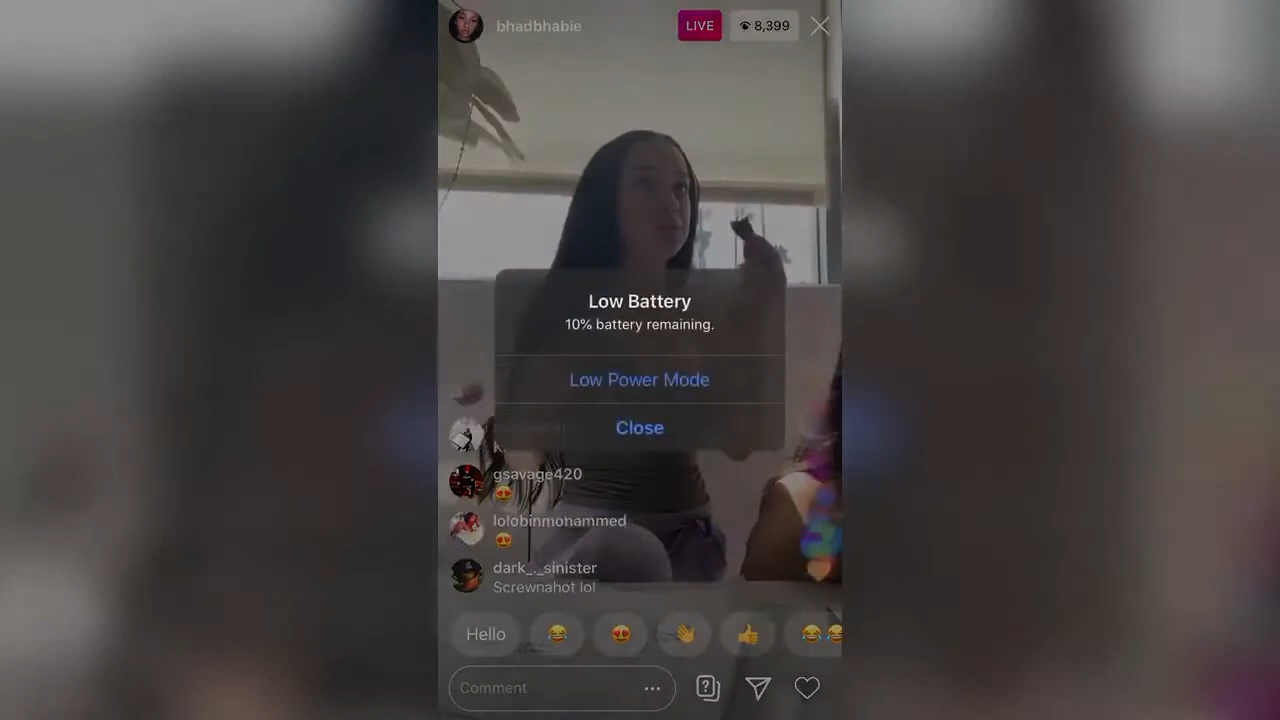 bhadbhabie
LIVE
8,399
Low Battery
10% battery remaining.
Low Power Mode
Close
gsavage420
😍
lolobinmohammed
😍
dark_._sinister
Screwnahot lol
Hello 😂 😍 👋 👍 😂😂
Comment